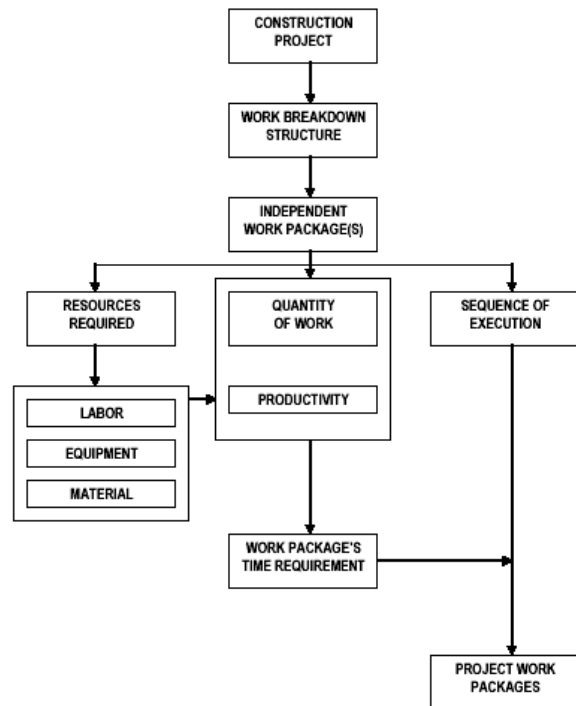 CONSTRUCTION
PROJECT
WORK BREAKDOWN
STRUCTURE
INDEPENDENT
WORK PACKAGE(S)
RESOURCES
REQUIRED
QUANTITY
OF WORK
SEQUENCE OF
EXECUTION
LABOR
EQUIPMENT
MATERIAL
PRODUCTIVITY
WORK PACKAGE'S
TIME REQUIREMENT
PROJECT WORK
PACKAGES